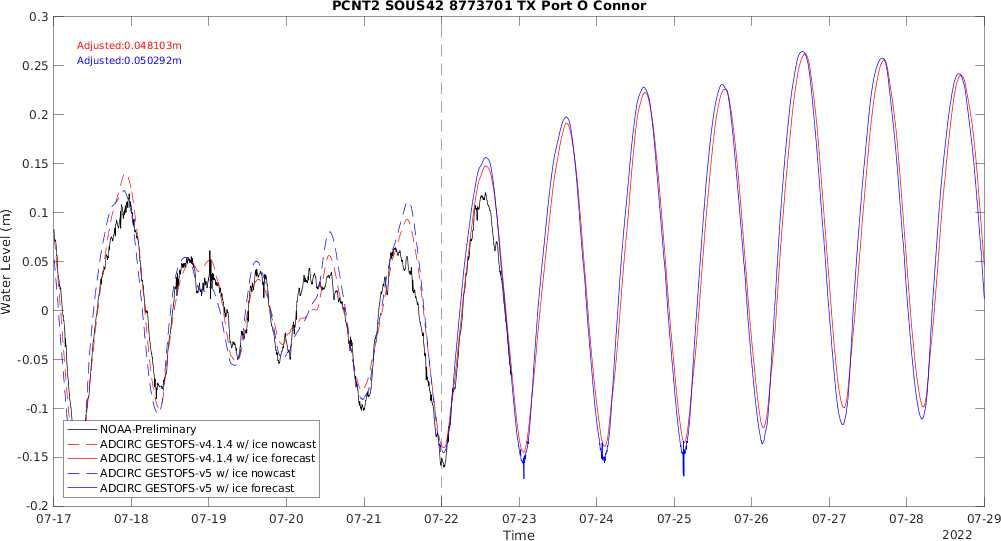 PCNT2 SOUS42 8773701 TX Port O Connor
Adjusted:0.048103m
Adjusted:0.050292m
Water Level (m)
0.3
0.25
0.2
0.15
0.1
0.05
0
-0.05
-0.1
-0.15
-0.2
NOAA-Preliminary
ADCIRC GESTOFS-v4.1.4 w/ ice nowcast
ADCIRC GESTOFS-v4.1.4 w/ ice forecast
ADCIRC GESTOFS-v5 w/ ice nowcast
ADCIRC GESTOFS-v5 w/ ice forecast
07-17 07-18 07-19 07-20 07-21 07-22 07-23 07-24 07-25 07-26 07-27 07-28 07-29
Time
2022